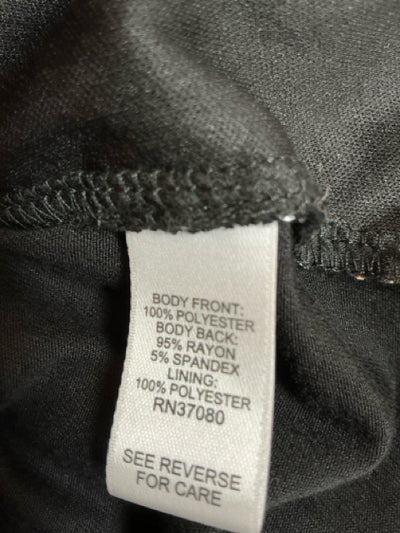 BODY FRONT:
100% POLYESTER
BODY BACK:
95% RAYON
5% SPANDEX
LINING:
100% POLYESTER
RN37080
SEE REVERSE
FOR CARE